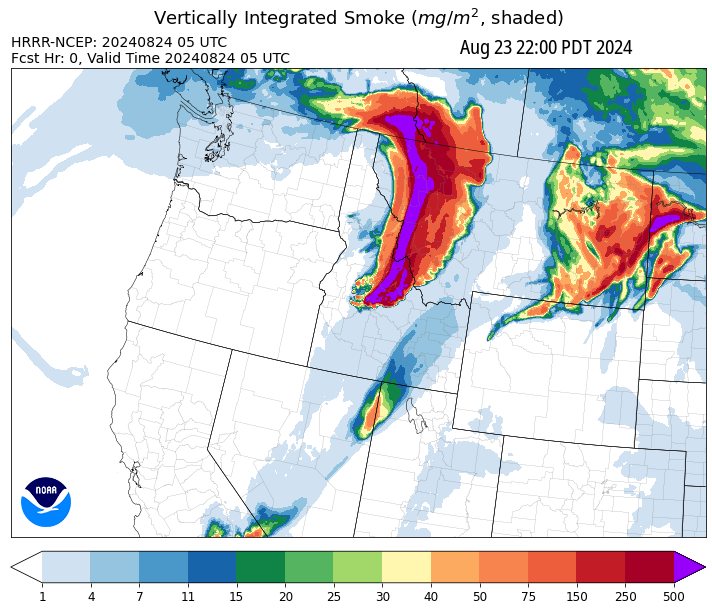 Vertically Integrated Smoke (mg/m², shaded)
HRRR-NCEP: 20240824 05 UTC
Aug 23 22:00 PDT 2024
Fcst Hr: 0, Valid Time 20240824 05 UTC
NOAA
1 4 7 11 15 20 25 30 40 50 75 150 250 500